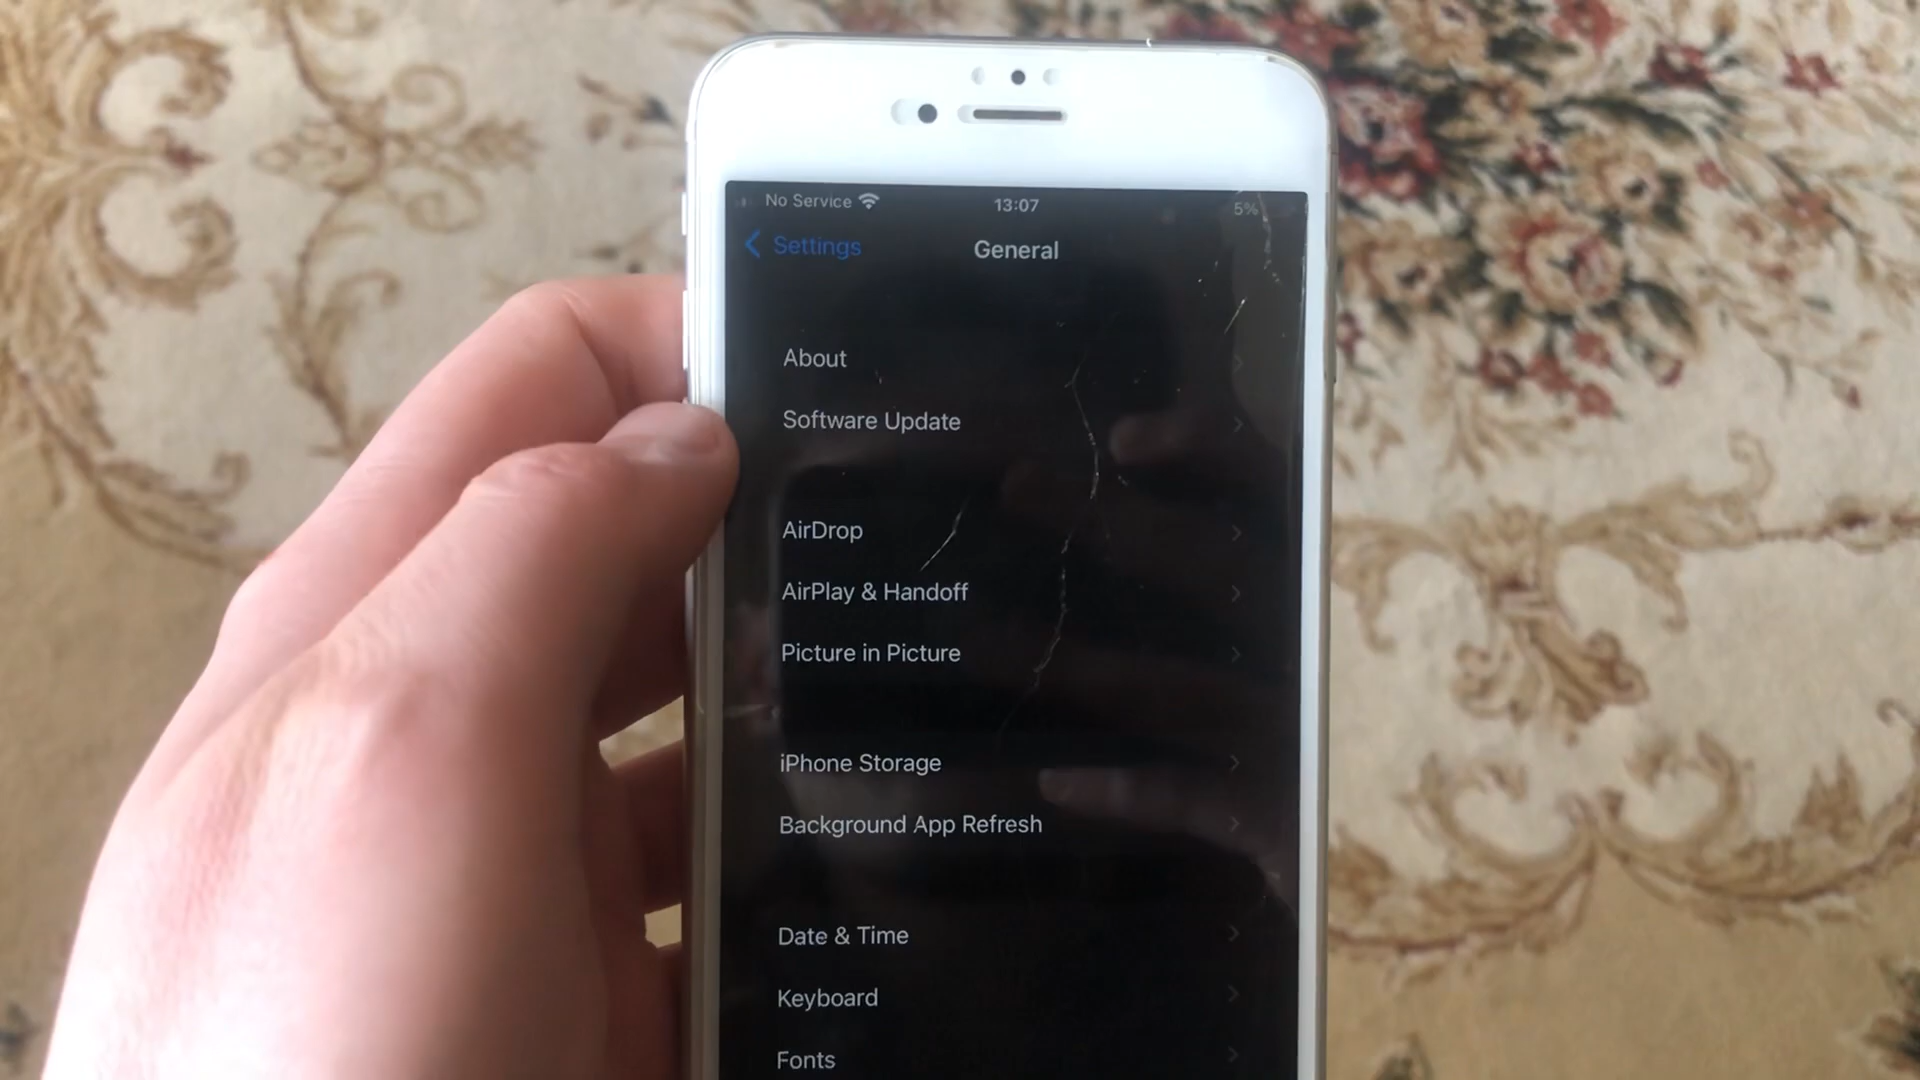 No Service 13:07 5%
Settings General
About
Software Update
AirDrop
AirPlay & Handoff
Picture in Picture
iPhone Storage
Background App Refresh
Date & Time
Keyboard
Fonts